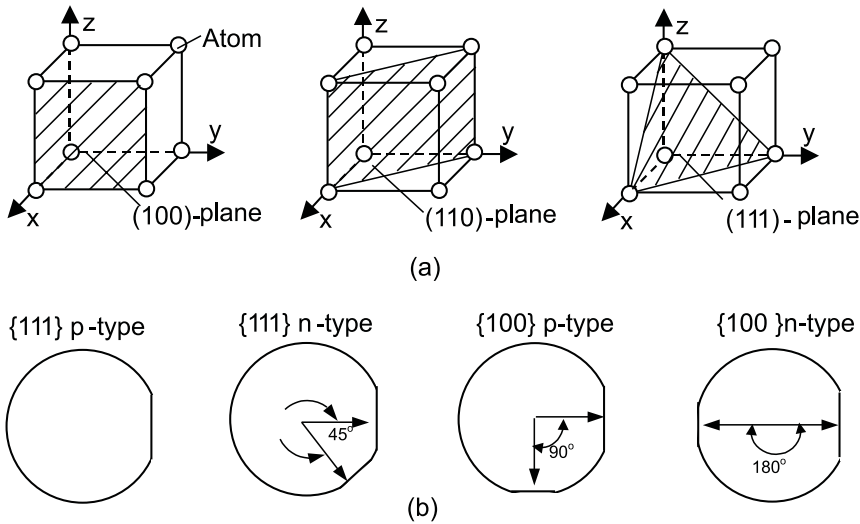 z
Atom
y
x
(100)-plane
z
y
x
(110)-plane
z
y
x
(111)- plane
(a)
{111} p-type
{111} n-type
{100} p-type
{100 }n-type
45°
90°
180°
(b)